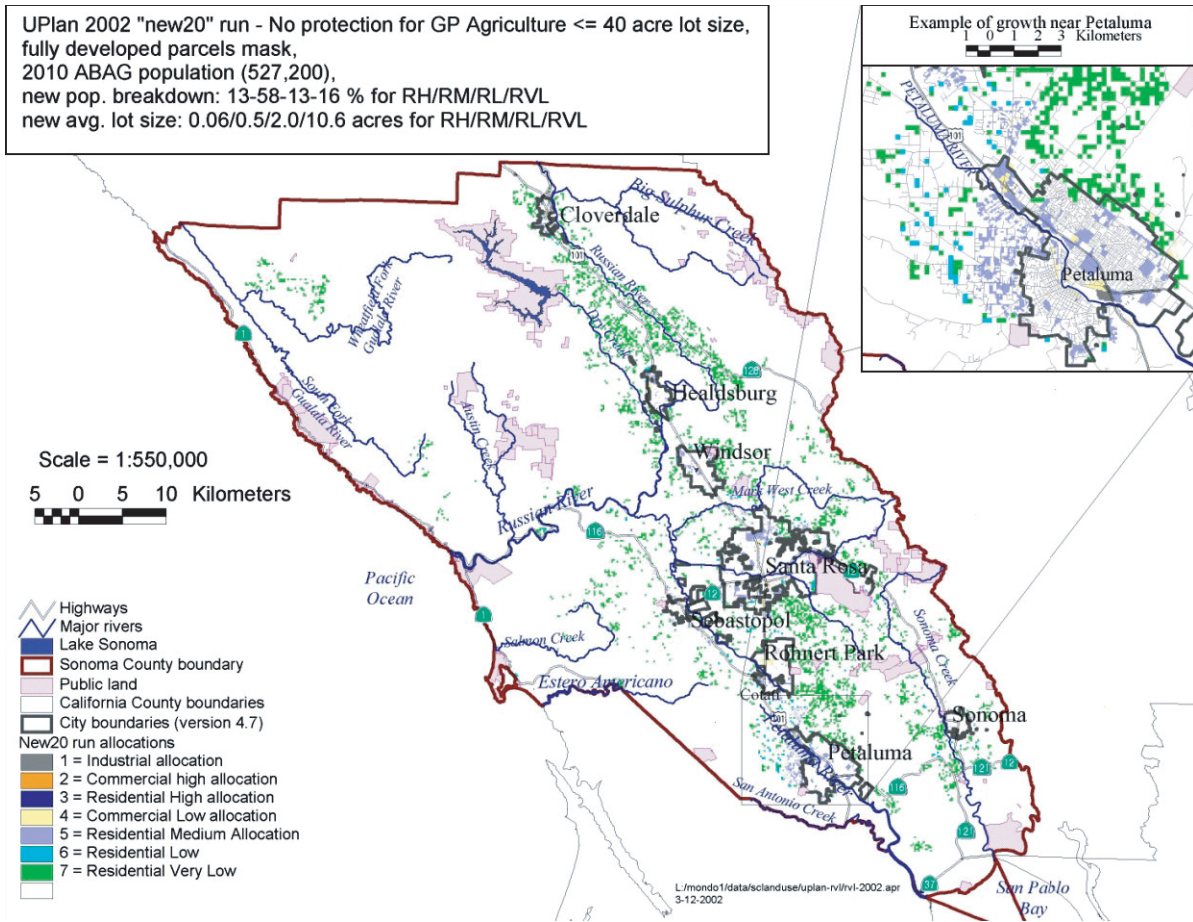 UPlan 2002 "new20" run - No protection for GP Agriculture <= 40 acre lot size,
fully developed parcels mask,
2010 ABAG population (527,200),
new pop. breakdown: 13-58-13-16 % for RH/RM/RL/RVL
new avg. lot size: 0.06/0.5/2.0/10.6 acres for RH/RM/RL/RVL
Example of growth near Petaluma
1 0 1 2 3 Kilometers
PETALUMA RIVER
101
Petaluma
Cloverdale
Big Sulphur Creek
101
Russian River
Dry Creek
Wheatfield Fork
Gualala River
1
South Fork
Gualala River
Austin Creek
128
Healdsburg
Windsor
Mark West Creek
Scale = 1:550,000
5 0 5 10 Kilometers
Russian River
116
Pacific
Ocean
Santa Rosa
12
Sebastopol
1
Salmon Creek
Rohnert Park
Sonoma Creek
Estero Americano
Cotati
101
Sonoma
Petaluma River
Petaluma
121
12
116
San Antonio Creek
121
37
San Pablo
Bay
Highways
Major rivers
Lake Sonoma
Sonoma County boundary
Public land
California County boundaries
City boundaries (version 4.7)
New20 run allocations
1 = Industrial allocation
2 = Commercial high allocation
3 = Residential High allocation
4 = Commercial Low allocation
5 = Residential Medium Allocation
6 = Residential Low
7 = Residential Very Low
L:/mondo1/data/sclanduse/uplan-rvl/rvl-2002.apr
3-12-2002